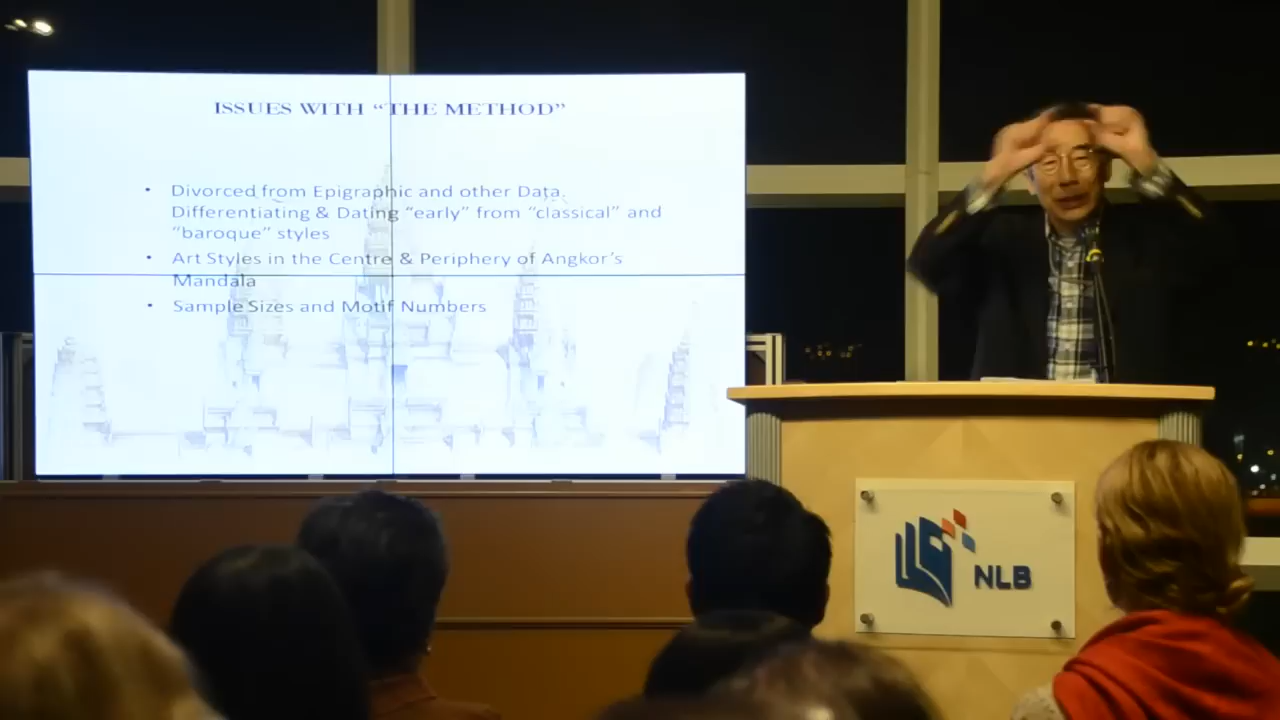 ISSUES WITH “THE METHOD”
• Divorced from Epigraphic and other Data.
Differentiating & Dating “early” from “classical” and
“baroque” styles
• Art Styles in the Centre & Periphery of Angkor’s
Mandala
• Sample Sizes and Motif Numbers
NLB